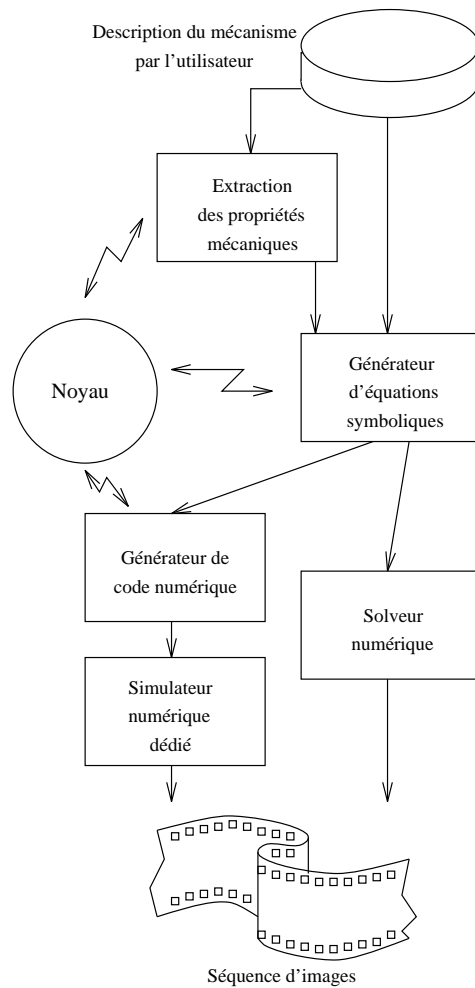 Description du mécanisme
par l'utilisateur
Extraction
des propriétés
mécaniques
Noyau
Générateur
d'équations
symboliques
Générateur de
code numérique
Solveur
numérique
Simulateur
numérique
dédié
Séquence d'images